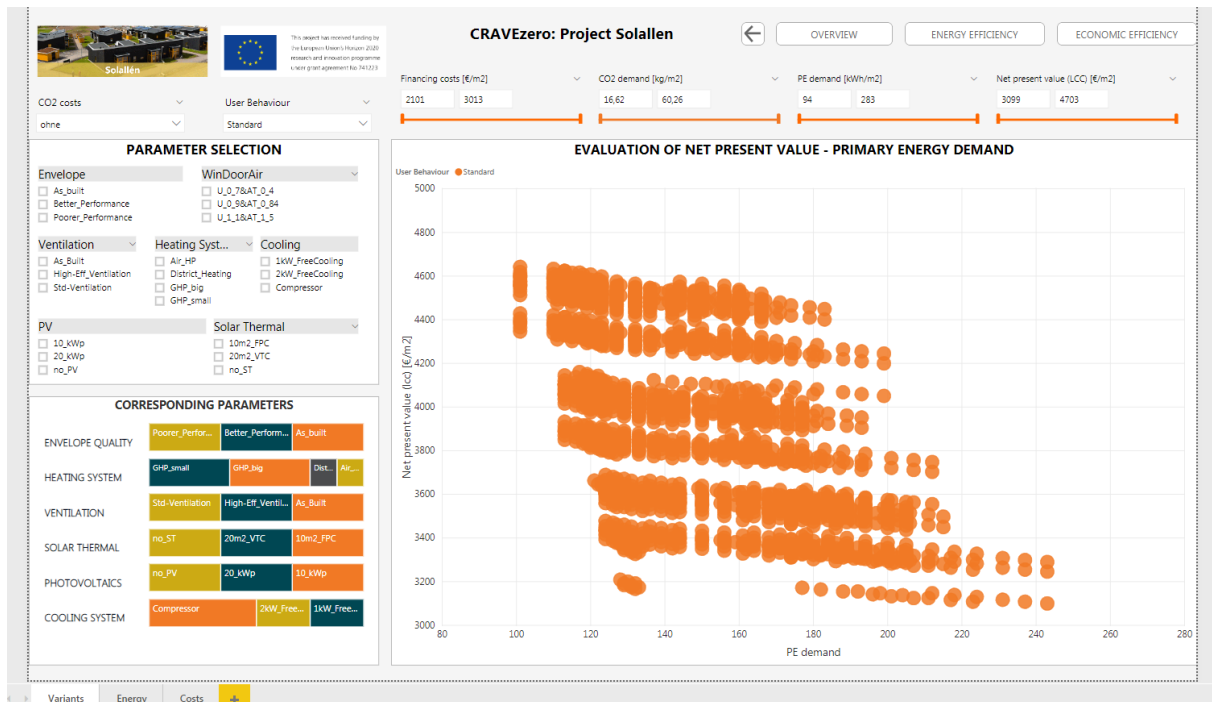 Solallén
This project has received funding by
the European Union's Horizon 2020
research and innovation programme
under grant agreement No 741223
CRAVEzero: Project Solallen
OVERVIEW
ENERGY EFFICIENCY
ECONOMIC EFFICIENCY
CO2 costs
User Behaviour
ohne
Standard
Financing costs [€/m2]
CO2 demand [kg/m2]
PE demand [kWh/m2]
Net present value (LCC) [€/m2]
2101 3013
16,62 60,26
94 283
3099 4703
PARAMETER SELECTION
Envelope
As_built
Better_Performance
Poorer_Performance
WinDoorAir
U_0,7&AT_0_4
U_0,9&AT_0_84
U_1_1&AT_1_5
Ventilation
As_Built
High-Eff_Ventilation
Std-Ventilation
Heating Syst...
Air_HP
District_Heating
GHP_big
GHP_small
Cooling
1kW_FreeCooling
2kW_FreeCooling
Compressor
PV
10_kWp
20_kWp
no_PV
Solar Thermal
10m2_FPC
20m2_VTC
no_ST
CORRESPONDING PARAMETERS
ENVELOPE QUALITY
Poorer_Perfor... Better_Perform... As_built
HEATING SYSTEM
GHP_small GHP_big Dist... Air_...
VENTILATION
Std-Ventilation High-Eff_Ventil... As_Built
SOLAR THERMAL
no_ST 20m2_VTC 10m2_FPC
PHOTOVOLTAICS
no_PV 20_kWp 10_kWp
COOLING SYSTEM
Compressor 2kW_Free... 1kW_Free...
EVALUATION OF NET PRESENT VALUE - PRIMARY ENERGY DEMAND
User Behaviour Standard
Net present value (lcc) [€/m2]
5000
4800
4600
4400
4200
4000
3800
3600
3400
3200
3000
80 100 120 140 160 180 200 220 240 260 280
PE demand
Variants Energy Costs +